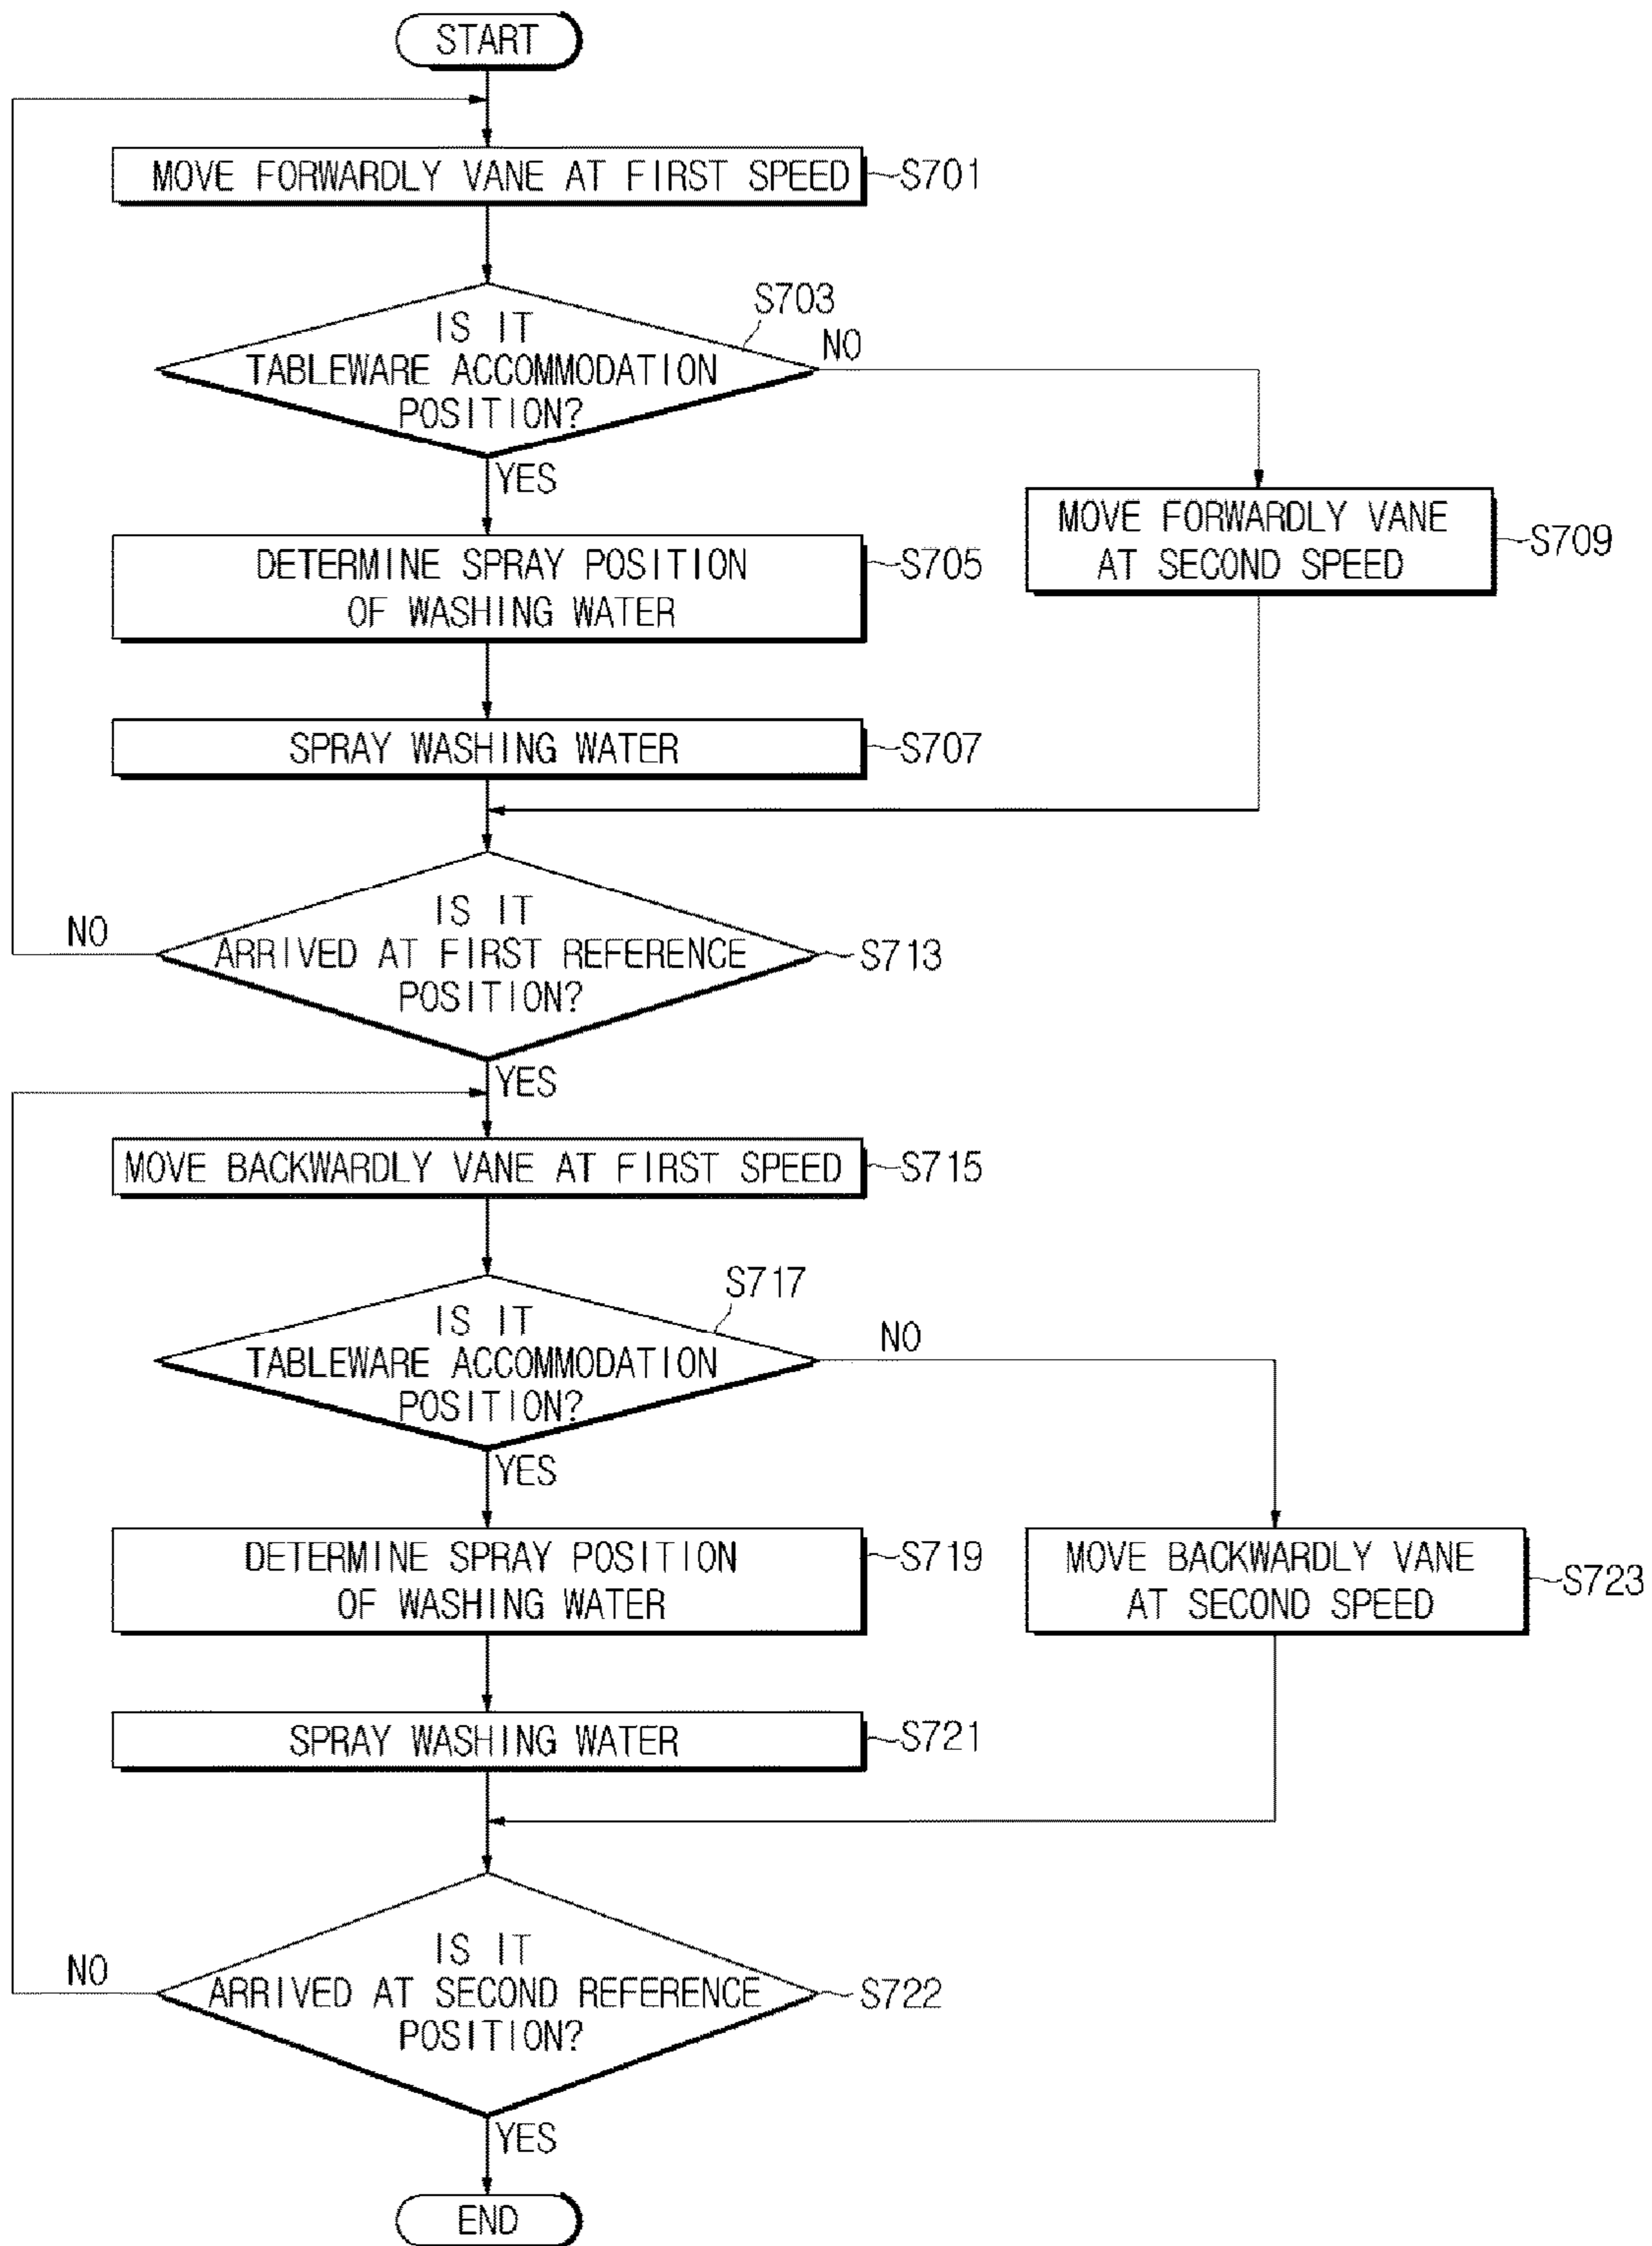 START
MOVE FORWARDLY VANE AT FIRST SPEED
S701
S703
IS IT
TABLEWARE ACCOMMODATION
POSITION?
NO
YES
DETERMINE SPRAY POSITION
OF WASHING WATER
S705
MOVE FORWARDLY VANE
AT SECOND SPEED
S709
SPRAY WASHING WATER
S707
IS IT
ARRIVED AT FIRST REFERENCE
POSITION?
NO
S713
YES
MOVE BACKWARDLY VANE AT FIRST SPEED
S715
S717
IS IT
TABLEWARE ACCOMMODATION
POSITION?
NO
YES
DETERMINE SPRAY POSITION
OF WASHING WATER
S719
MOVE BACKWARDLY VANE
AT SECOND SPEED
S723
SPRAY WASHING WATER
S721
IS IT
ARRIVED AT SECOND REFERENCE
POSITION?
NO
S722
YES
END